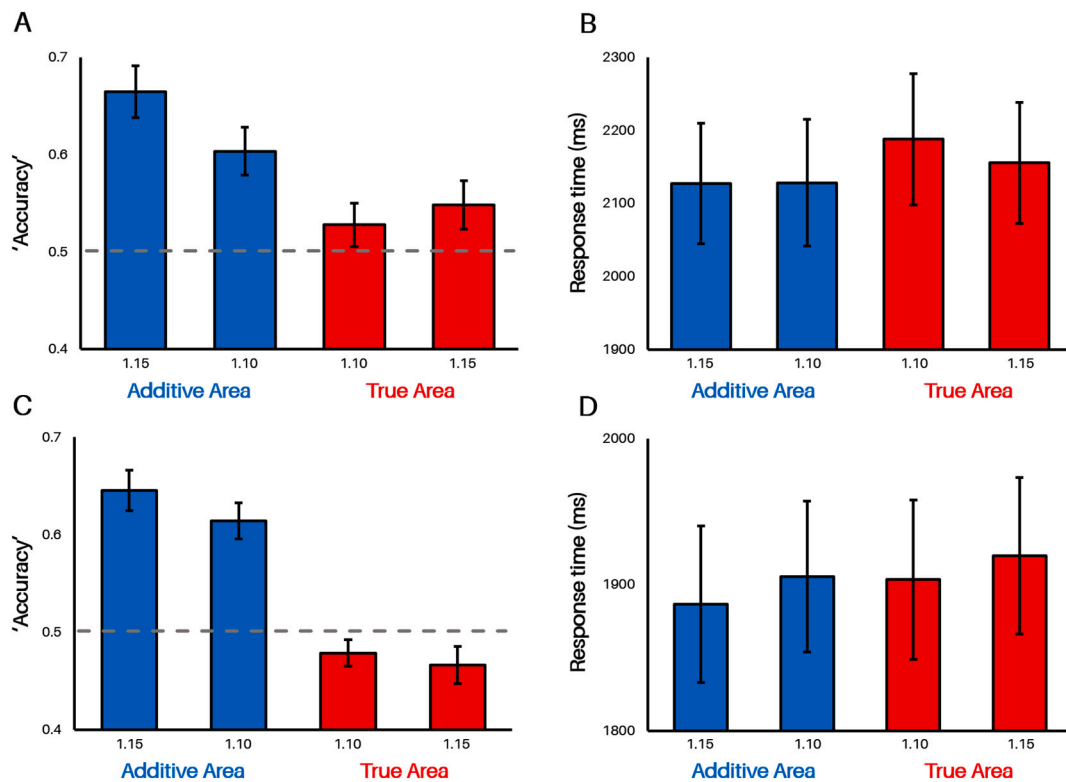 A
'Accuracy'
0.7
0.6
0.5
0.4
1.15 1.10 1.10 1.15
Additive Area True Area
B
Response time (ms)
2300
2200
2100
2000
1900
1.15 1.10 1.10 1.15
Additive Area True Area
C
'Accuracy'
0.7
0.6
0.5
0.4
1.15 1.10 1.10 1.15
Additive Area True Area
D
Response time (ms)
2000
1900
1800
1.15 1.10 1.10 1.15
Additive Area True Area